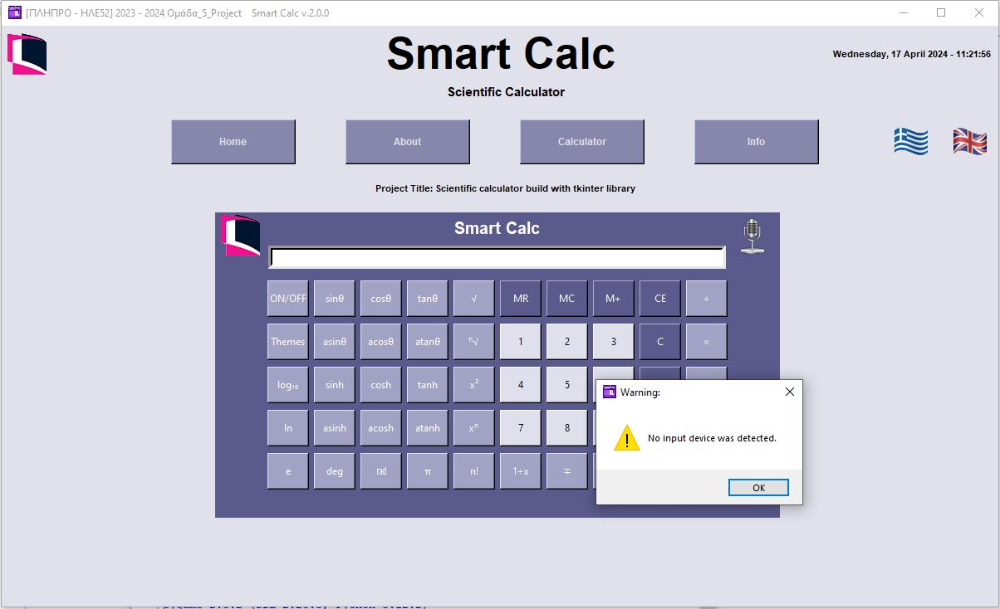 [ΠΛΗΠΡΟ - ΗΛΕ52] 2023 - 2024 Ομάδα_5_Project Smart Calc v.2.0.0
Smart Calc
Wednesday, 17 April 2024 - 11:21:56
Scientific Calculator
Home About Calculator Info
Project Title: Scientific calculator build with tkinter library
Smart Calc
ON/OFF sinθ cosθ tanθ √ MR MC M+ CE ÷
Themes asinθ acosθ atanθ ⁿ√ 1 2 3 C ×
log₁₀ sinh cosh tanh x² 4 5
ln asinh acosh atanh xⁿ 7 8
e deg rad π n! 1÷x ∓
Warning:
No input device was detected.
OK